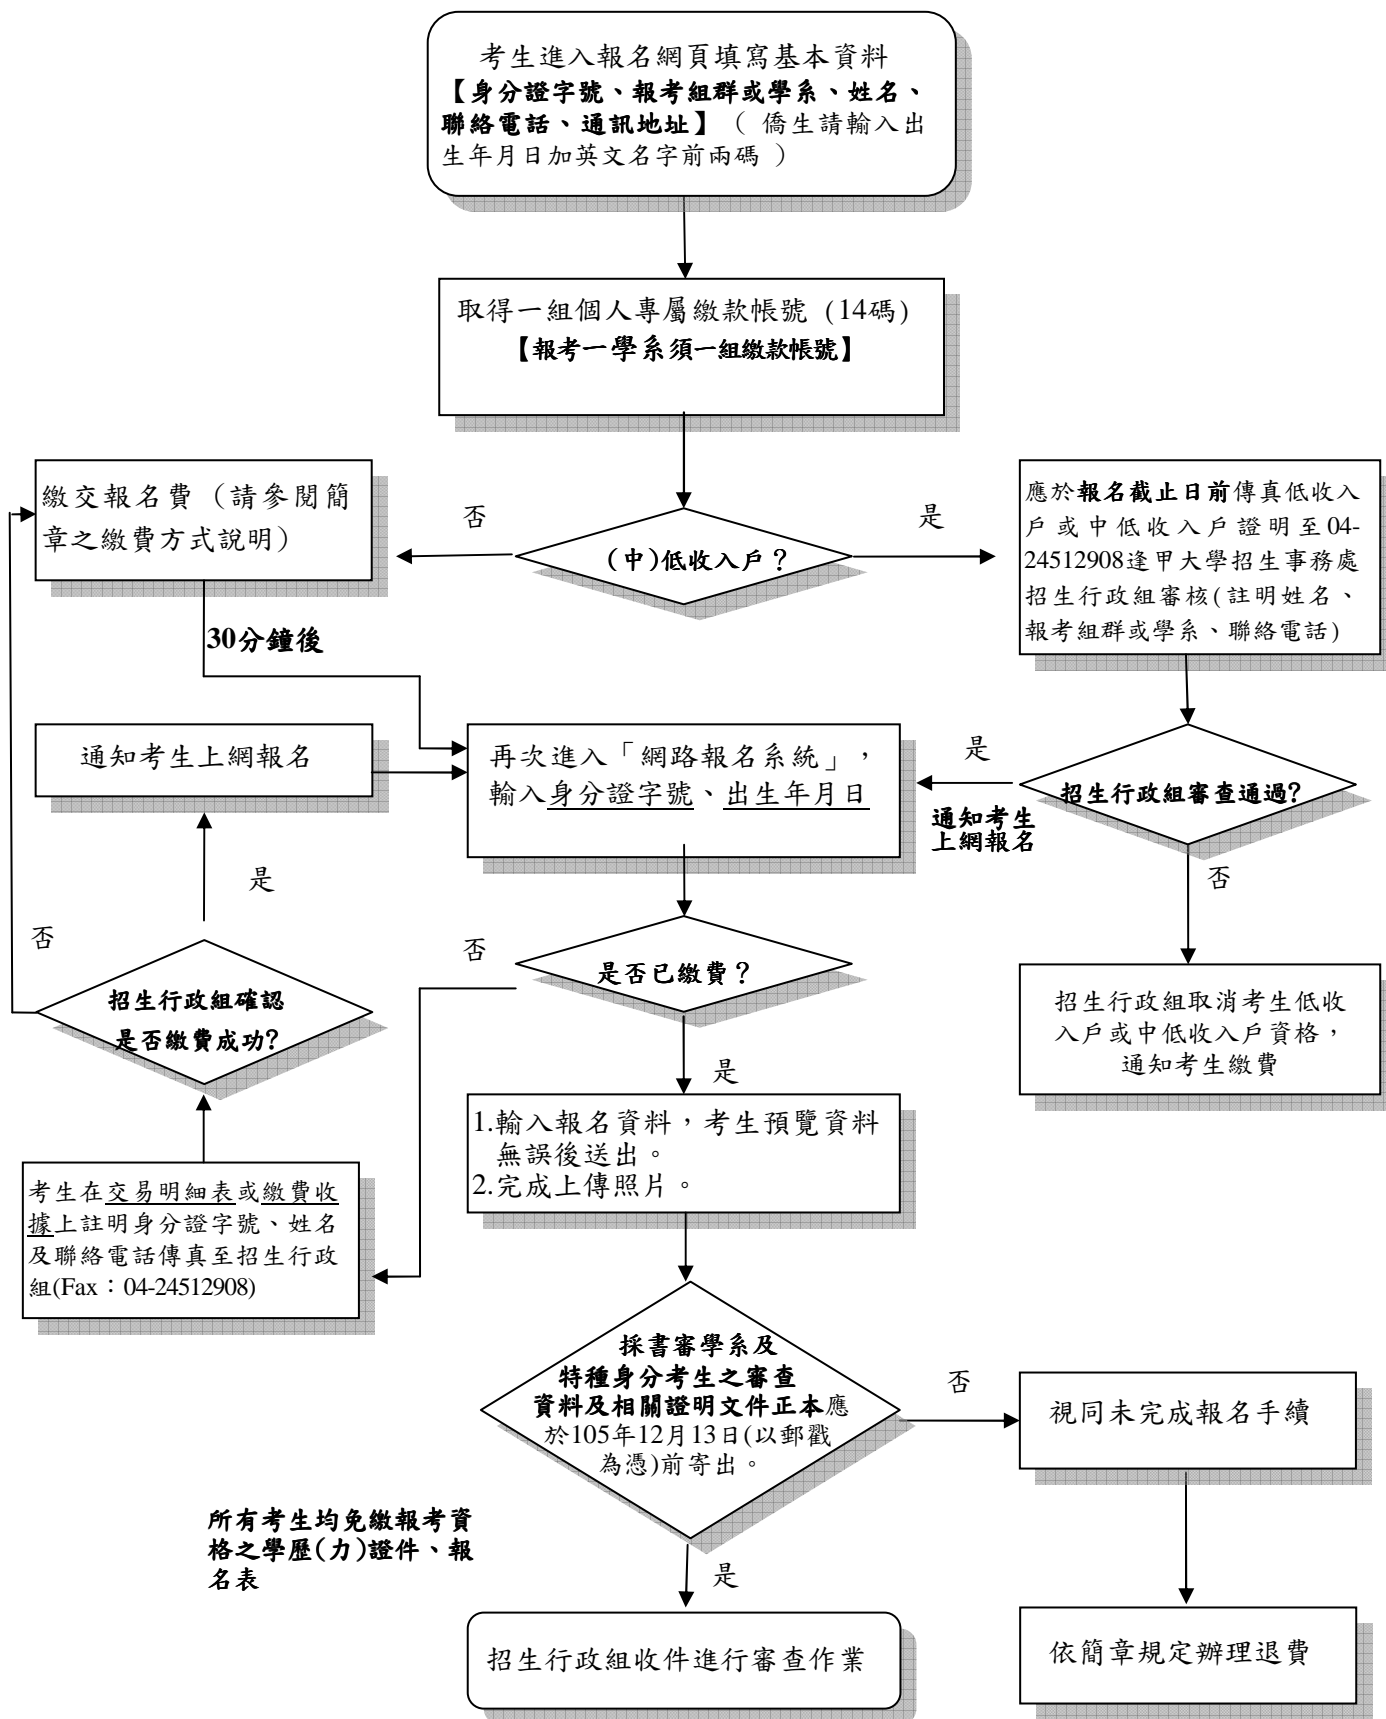 考生進入報名網頁填寫基本資料
【身分證字號、報考組群或學系、姓名、
聯絡電話、通訊地址】（ 僑生請輸入出
生年月日加英文名字前兩碼 ）
取得一組個人專屬繳款帳號 (14碼)
【報考一學系須一組繳款帳號】
繳交報名費（請參閱簡
章之繳費方式說明）
否
(中)低收入戶？
是
應於報名截止日前傳真低收入
戶或中低收入戶證明至04-
24512908逢甲大學招生事務處
招生行政組審核(註明姓名、
報考組群或學系、聯絡電話)
30分鐘後
通知考生上網報名
再次進入「網路報名系統」，
輸入身分證字號、出生年月日
是
通知考生
上網報名
招生行政組審查通過?
否
是
否
招生行政組確認
是否繳費成功?
否
是否已繳費？
是
招生行政組取消考生低收
入戶或中低收入戶資格，
通知考生繳費
1.輸入報名資料，考生預覽資料
無誤後送出。
2.完成上傳照片。
考生在交易明細表或繳費收
據上註明身分證字號、姓名
及聯絡電話傳真至招生行政
組(Fax：04-24512908)
採書審學系及
特種身分考生之審查
資料及相關證明文件正本應
於105年12月13日(以郵戳
為憑)前寄出。
否
視同未完成報名手續
所有考生均免繳報考資
格之學歷(力)證件、報
名表
是
招生行政組收件進行審查作業
依簡章規定辦理退費